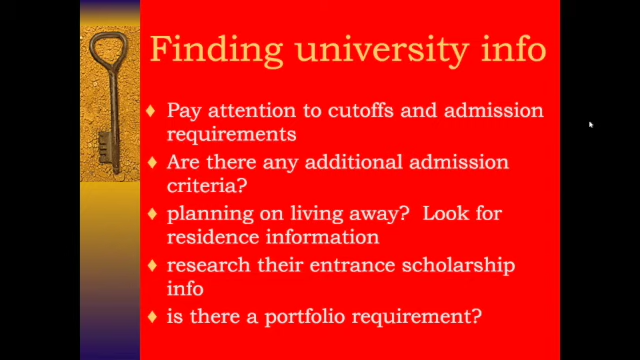 Finding university info
Pay attention to cutoffs and admission
requirements
Are there any additional admission
criteria?
planning on living away? Look for
residence information
research their entrance scholarship
info
is there a portfolio requirement?